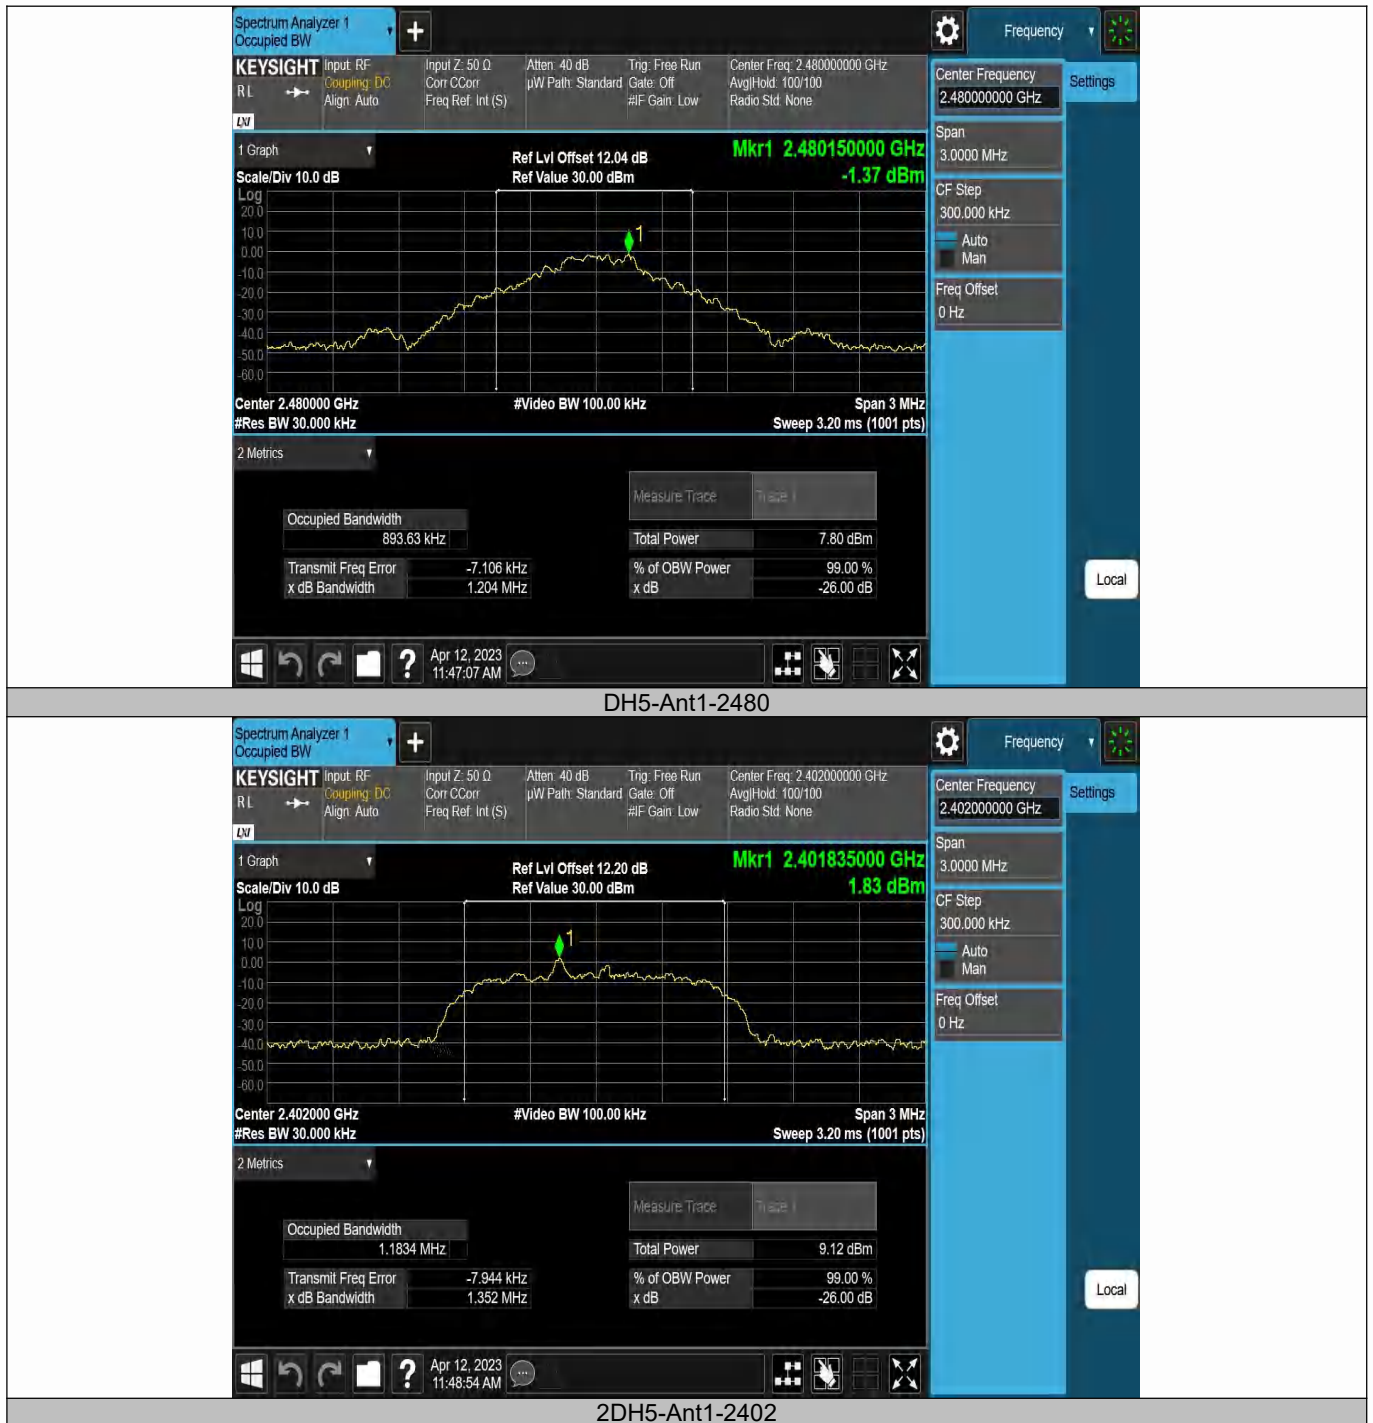 Spectrum Analyzer 1
Occupied BW
+
Frequency
KEYSIGHT
R L
LXI
Input: RF
Coupling: DC
Align: Auto
Input Z: 50 Ω
Corr CCorr
Freq Ref: Int (S)
Atten: 40 dB
µW Path: Standard
Trig: Free Run
Gate: Off
#IF Gain: Low
Center Freq: 2.480000000 GHz
Avg|Hold: 100/100
Radio Std: None
Center Frequency
2.480000000 GHz
Settings
Span
3.0000 MHz
CF Step
300.000 kHz
Auto
Man
Freq Offset
0 Hz
Local
1 Graph
Scale/Div 10.0 dB
Ref Lvl Offset 12.04 dB
Ref Value 30.00 dBm
Mkr1 2.480150000 GHz
-1.37 dBm
Log
20.0
10.0
0.00
-10.0
-20.0
-30.0
-40.0
-50.0
-60.0
1
Center 2.480000 GHz
#Video BW 100.00 kHz
Span 3 MHz
#Res BW 30.000 kHz
Sweep 3.20 ms (1001 pts)
2 Metrics
Measure Trace
Trace 1
Occupied Bandwidth
893.63 kHz
Total Power
7.80 dBm
Transmit Freq Error
-7.106 kHz
% of OBW Power
99.00 %
x dB Bandwidth
1.204 MHz
x dB
-26.00 dB
?
Apr 12, 2023
11:47:07 AM
DH5-Ant1-2480
Spectrum Analyzer 1
Occupied BW
+
Frequency
KEYSIGHT
R L
LXI
Input: RF
Coupling: DC
Align: Auto
Input Z: 50 Ω
Corr CCorr
Freq Ref: Int (S)
Atten: 40 dB
µW Path: Standard
Trig: Free Run
Gate: Off
#IF Gain: Low
Center Freq: 2.402000000 GHz
Avg|Hold: 100/100
Radio Std: None
Center Frequency
2.402000000 GHz
Settings
Span
3.0000 MHz
CF Step
300.000 kHz
Auto
Man
Freq Offset
0 Hz
Local
1 Graph
Scale/Div 10.0 dB
Ref Lvl Offset 12.20 dB
Ref Value 30.00 dBm
Mkr1 2.401835000 GHz
1.83 dBm
Log
20.0
10.0
0.00
-10.0
-20.0
-30.0
-40.0
-50.0
-60.0
1
Center 2.402000 GHz
#Video BW 100.00 kHz
Span 3 MHz
#Res BW 30.000 kHz
Sweep 3.20 ms (1001 pts)
2 Metrics
Measure Trace
Trace 1
Occupied Bandwidth
1.1834 MHz
Total Power
9.12 dBm
Transmit Freq Error
-7.944 kHz
% of OBW Power
99.00 %
x dB Bandwidth
1.352 MHz
x dB
-26.00 dB
?
Apr 12, 2023
11:48:54 AM
2DH5-Ant1-2402